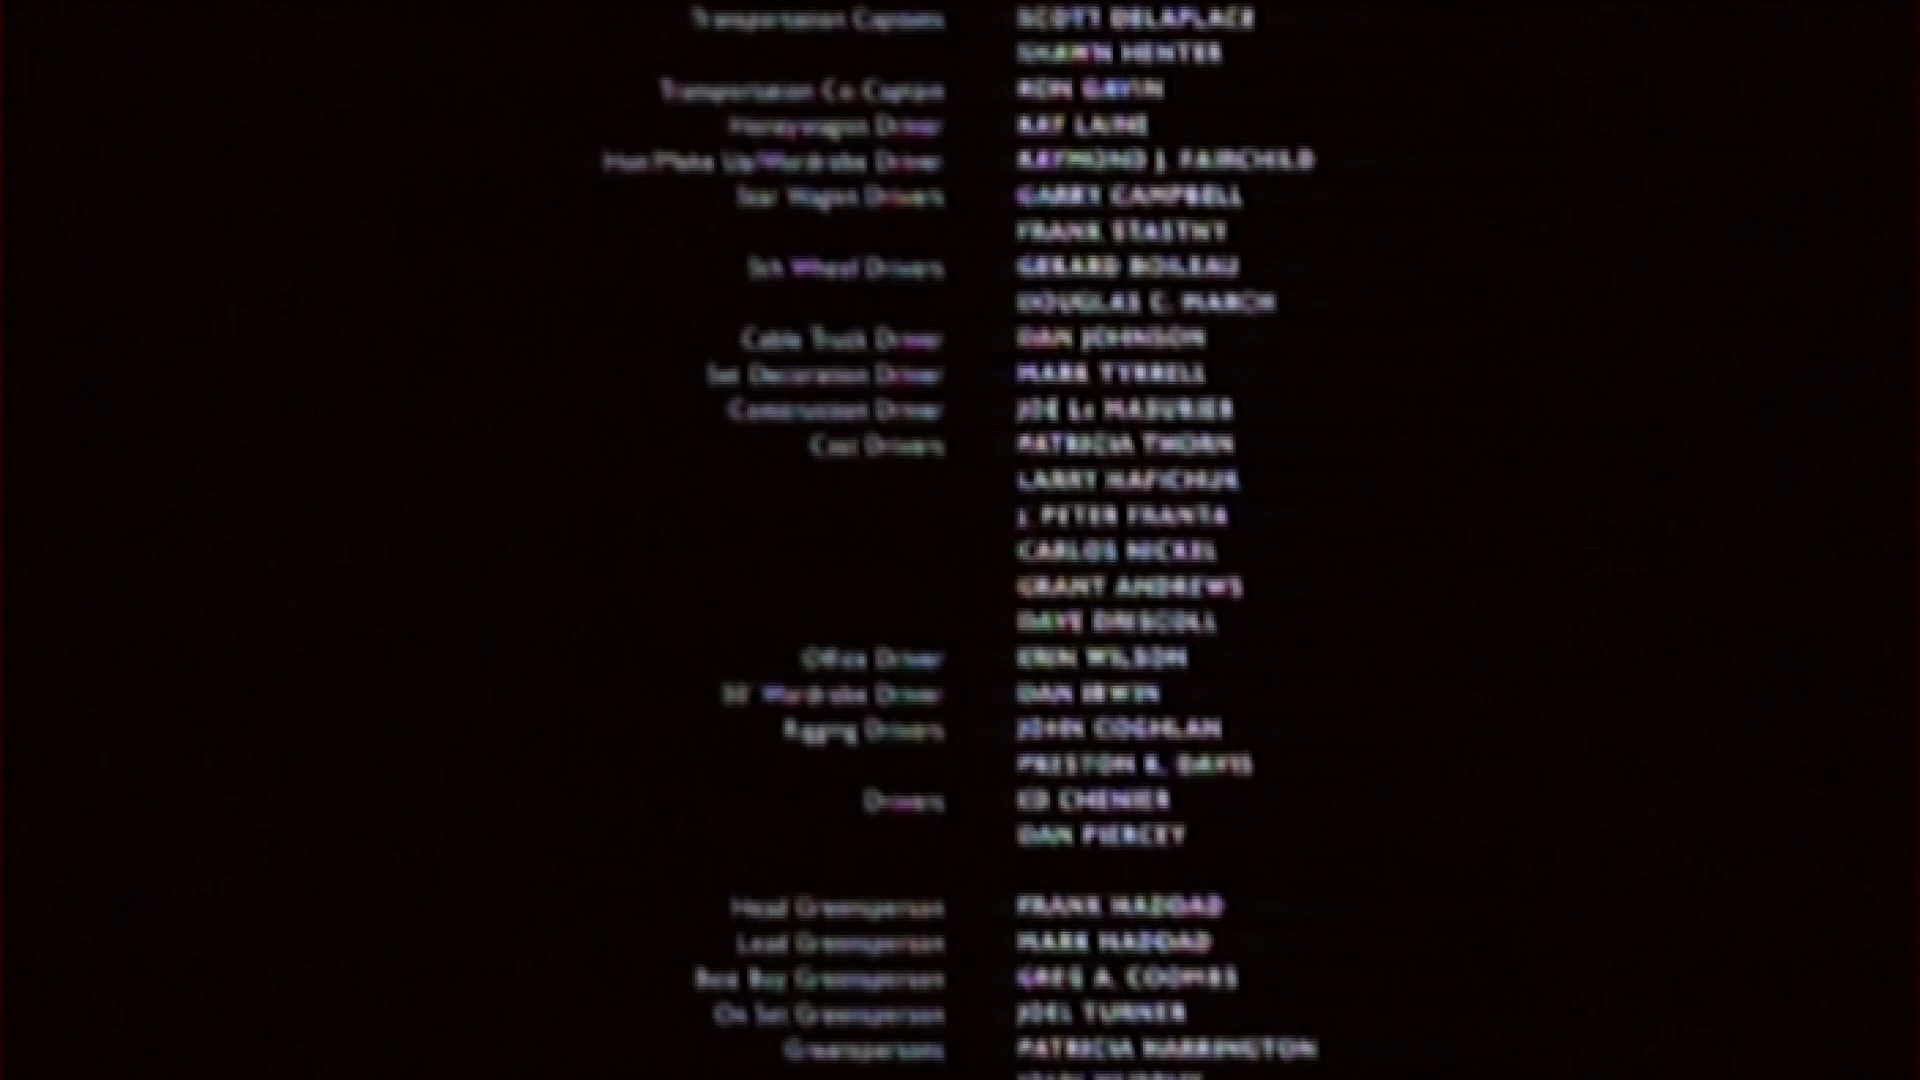 Transportation Captains SCOTT DELAPLACE
SHAWN HENTER
Transportation Co Captain RON GAVIN
Honeywagon Driver KAY LAINE
Hair/Make Up/Wardrobe Driver RAYMOND J. FAIRCHILD
Star Wagon Drivers GARRY CAMPBELL
FRANK STASTNY
5th Wheel Drivers GERARD BOILEAU
DOUGLAS C. MARCH
Cable Truck Driver DAN JOHNSON
Set Decoration Driver MARK TYRRELL
Construction Driver JOE Le MASURIER
Cast Drivers PATRICIA THORN
LARRY HAFICHUK
J. PETER FRANTA
CARLOS NICKEL
GRANT ANDREWS
DAVE DRISCOLL
Office Driver ERIN WILSON
Wardrobe Driver DAN IRWIN
Rigging Drivers JOHN COGHLAN
PRESTON DAVIS
Drivers ED CHENIER
DAN PIERCEY
Head Greensperson FRANK HADDAD
Lead Greensperson MARK HADDAD
Best Boy Greensperson GREG A. COOMBS
On Set Greensperson JOEL TURNER
Greenspersons PATRICIA HARRINGTON